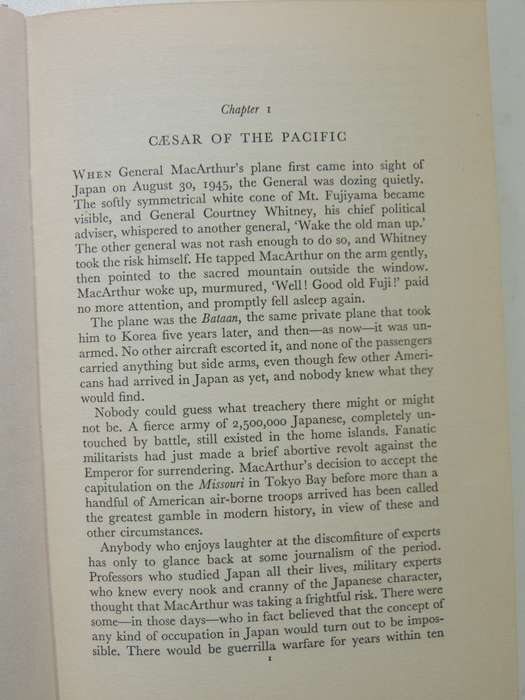 Chapter 1
CÆSAR OF THE PACIFIC
WHEN General MacArthur's plane first came into sight of
Japan on August 30, 1945, the General was dozing quietly.
The softly symmetrical white cone of Mt. Fujiyama became
visible, and General Courtney Whitney, his chief political
adviser, whispered to another general, 'Wake the old man up.'
The other general was not rash enough to do so, and Whitney
took the risk himself. He tapped MacArthur on the arm gently,
then pointed to the sacred mountain outside the window.
MacArthur woke up, murmured, 'Well! Good old Fuji!' paid
no more attention, and promptly fell asleep again.
The plane was the Bataan, the same private plane that took
him to Korea five years later, and then—as now—it was un-
armed. No other aircraft escorted it, and none of the passengers
carried anything but side arms, even though few other Ameri-
cans had arrived in Japan as yet, and nobody knew what they
would find.
Nobody could guess what treachery there might or might
not be. A fierce army of 2,500,000 Japanese, completely un-
touched by battle, still existed in the home islands. Fanatic
militarists had just made a brief abortive revolt against the
Emperor for surrendering. MacArthur's decision to accept the
capitulation on the Missouri in Tokyo Bay before more than a
handful of American air-borne troops arrived has been called
the greatest gamble in modern history, in view of these and
other circumstances.
Anybody who enjoys laughter at the discomfiture of experts
has only to glance back at some journalism of the period.
Professors who studied Japan all their lives, military experts
who knew every nook and cranny of the Japanese character,
thought that MacArthur was taking a frightful risk. There were
some—in those days—who in fact believed that the concept of
any kind of occupation in Japan would turn out to be impos-
sible. There would be guerrilla warfare for years within ten
1